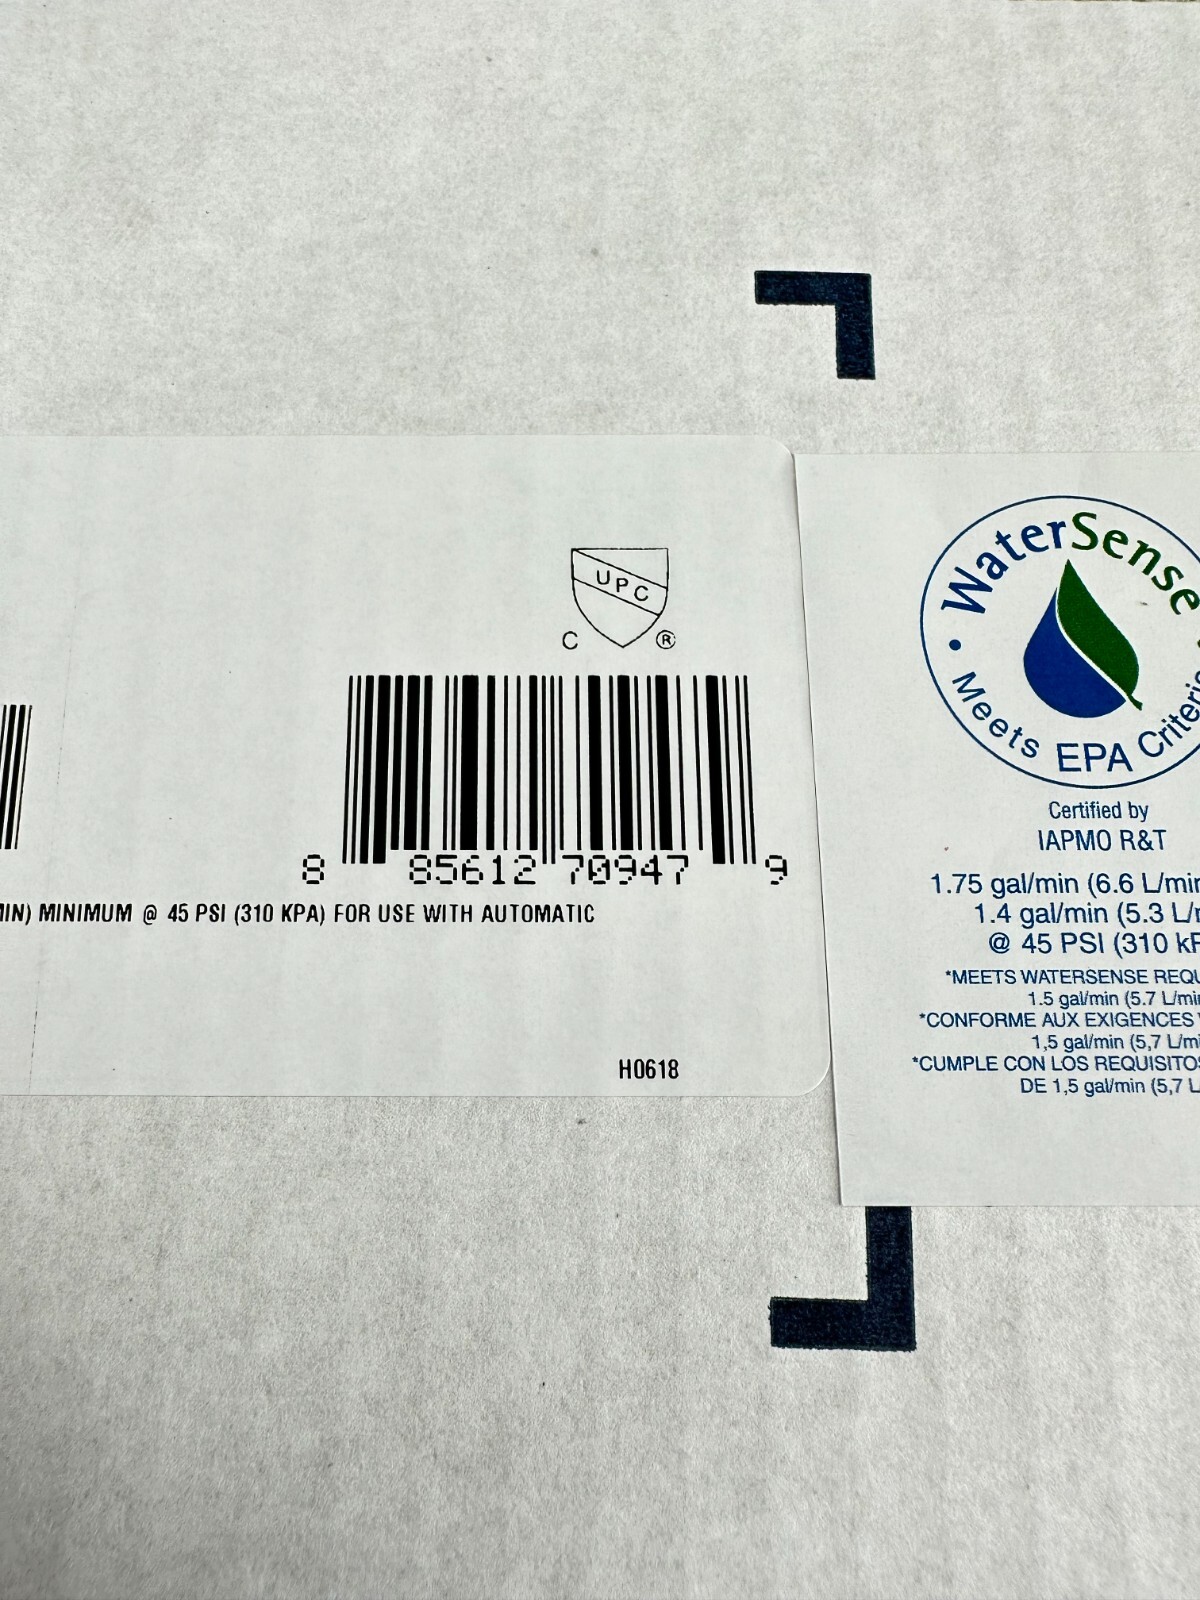 UPC
C ®
8 85612 70947 9
MINIMUM @ 45 PSI (310 KPA) FOR USE WITH AUTOMATIC
H0618
WaterSense
Meets EPA
Certified by
IAPMO R&T
1.75 gal/min (6.6 L/min
1.4 gal/min (5.3 L/
@ 45 PSI (310
*MEETS WATERSENSE
1.5 gal/min (5.7
*CONFORME AUX EXIGENCES
1,5 gal/min (5,7
*CUMPLE CON LOS REQUISITOS
DE 1,5 gal/min (5,7